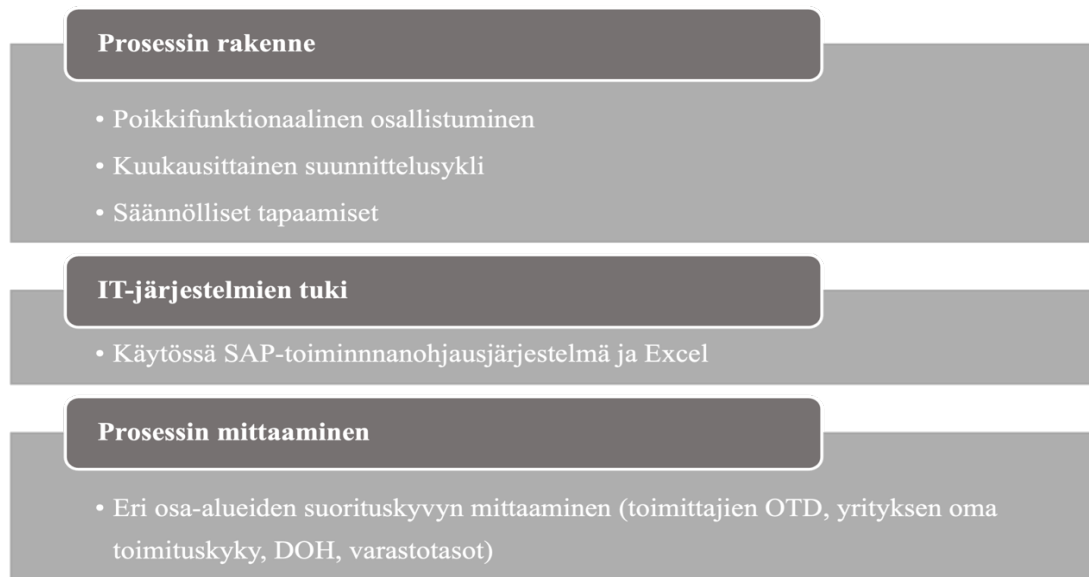 Prosessin rakenne
• Poikkifunktionaalinen osallistuminen
• Kuukausittainen suunnittelusykli
• Säännölliset tapaamiset
IT-järjestelmien tuki
• Käytössä SAP-toiminnnanohjausjärjestelmä ja Excel
Prosessin mittaaminen
• Eri osa-alueiden suorituskyvyn mittaaminen (toimittajien OTD, yrityksen oma
toimituskyky, DOH, varastotasot)